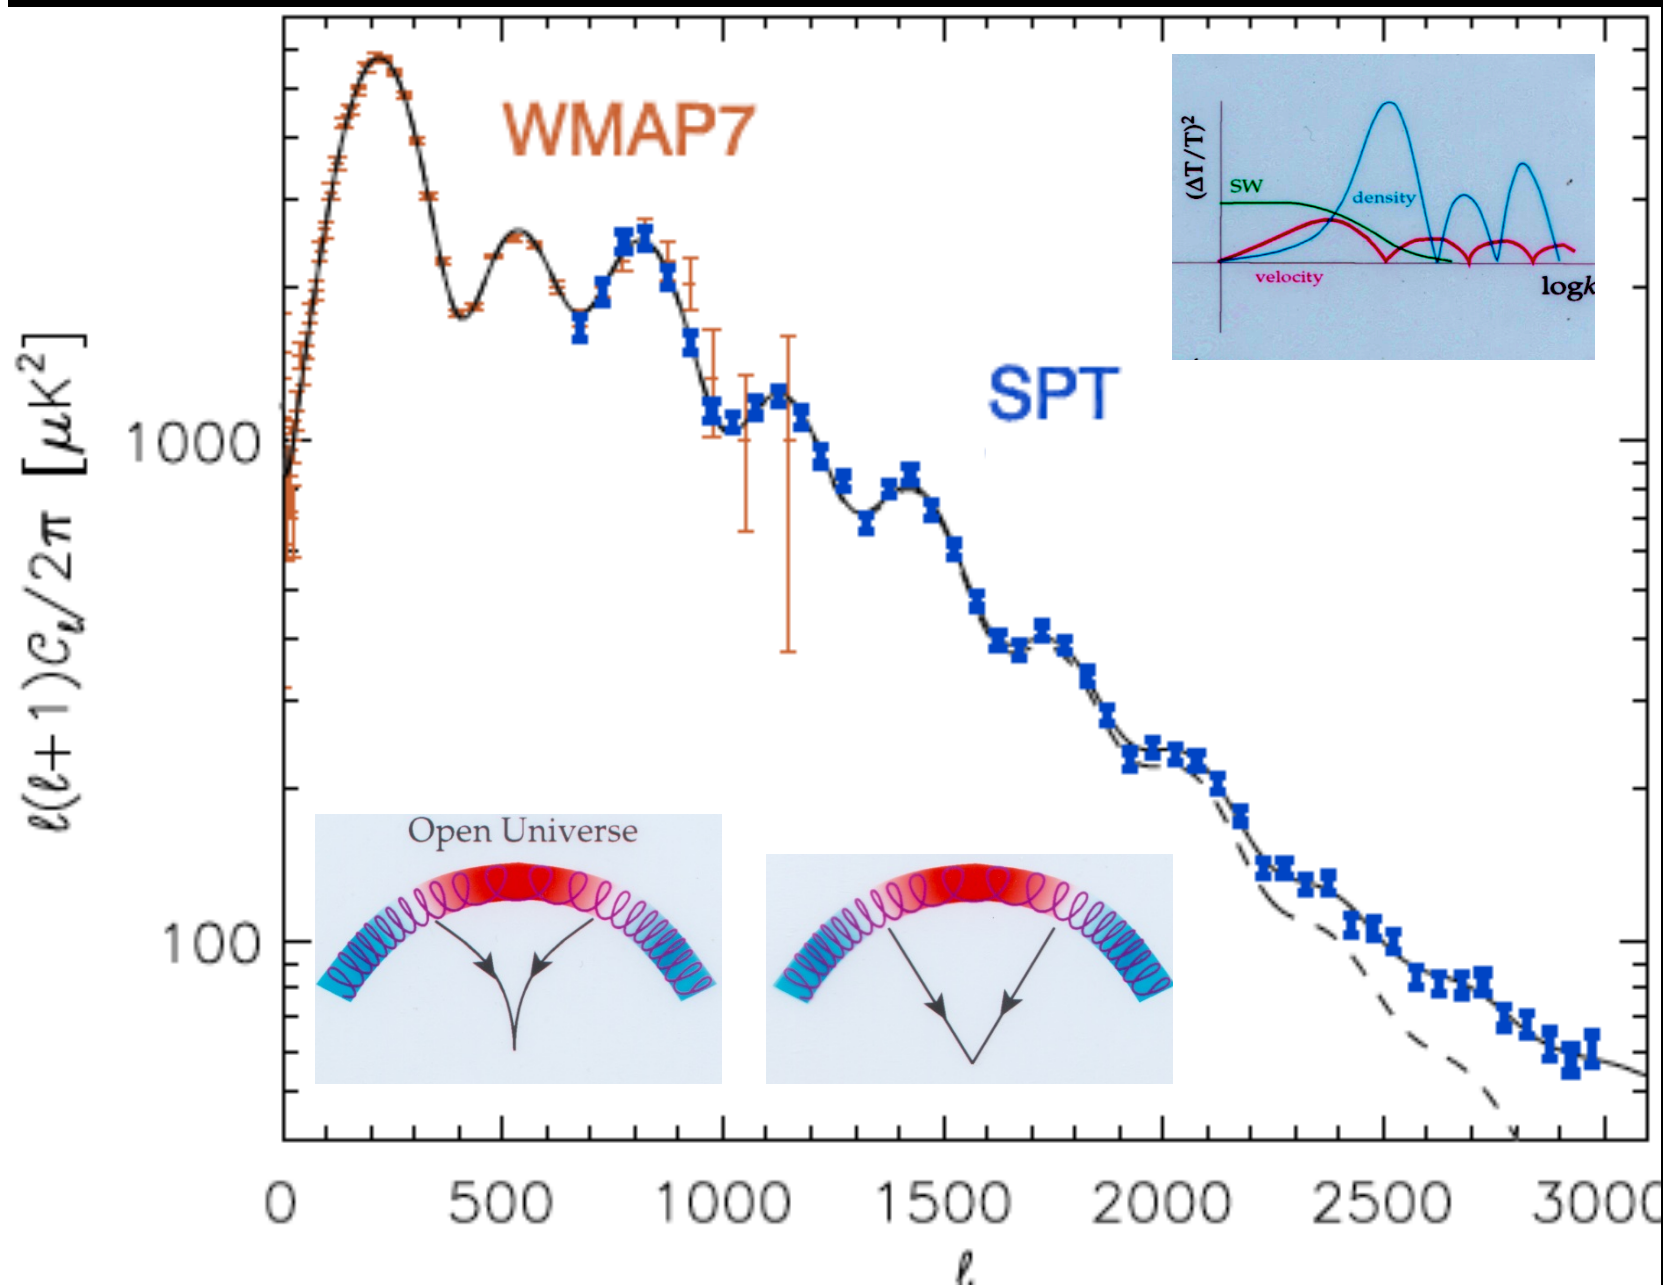 WMAP7
SPT
ℓ(ℓ+1)Cℓ/2π [μK²]
1000
100
0 500 1000 1500 2000 2500 3000
ℓ
(ΔT/T)²
SW
density
velocity
logk
Open Universe